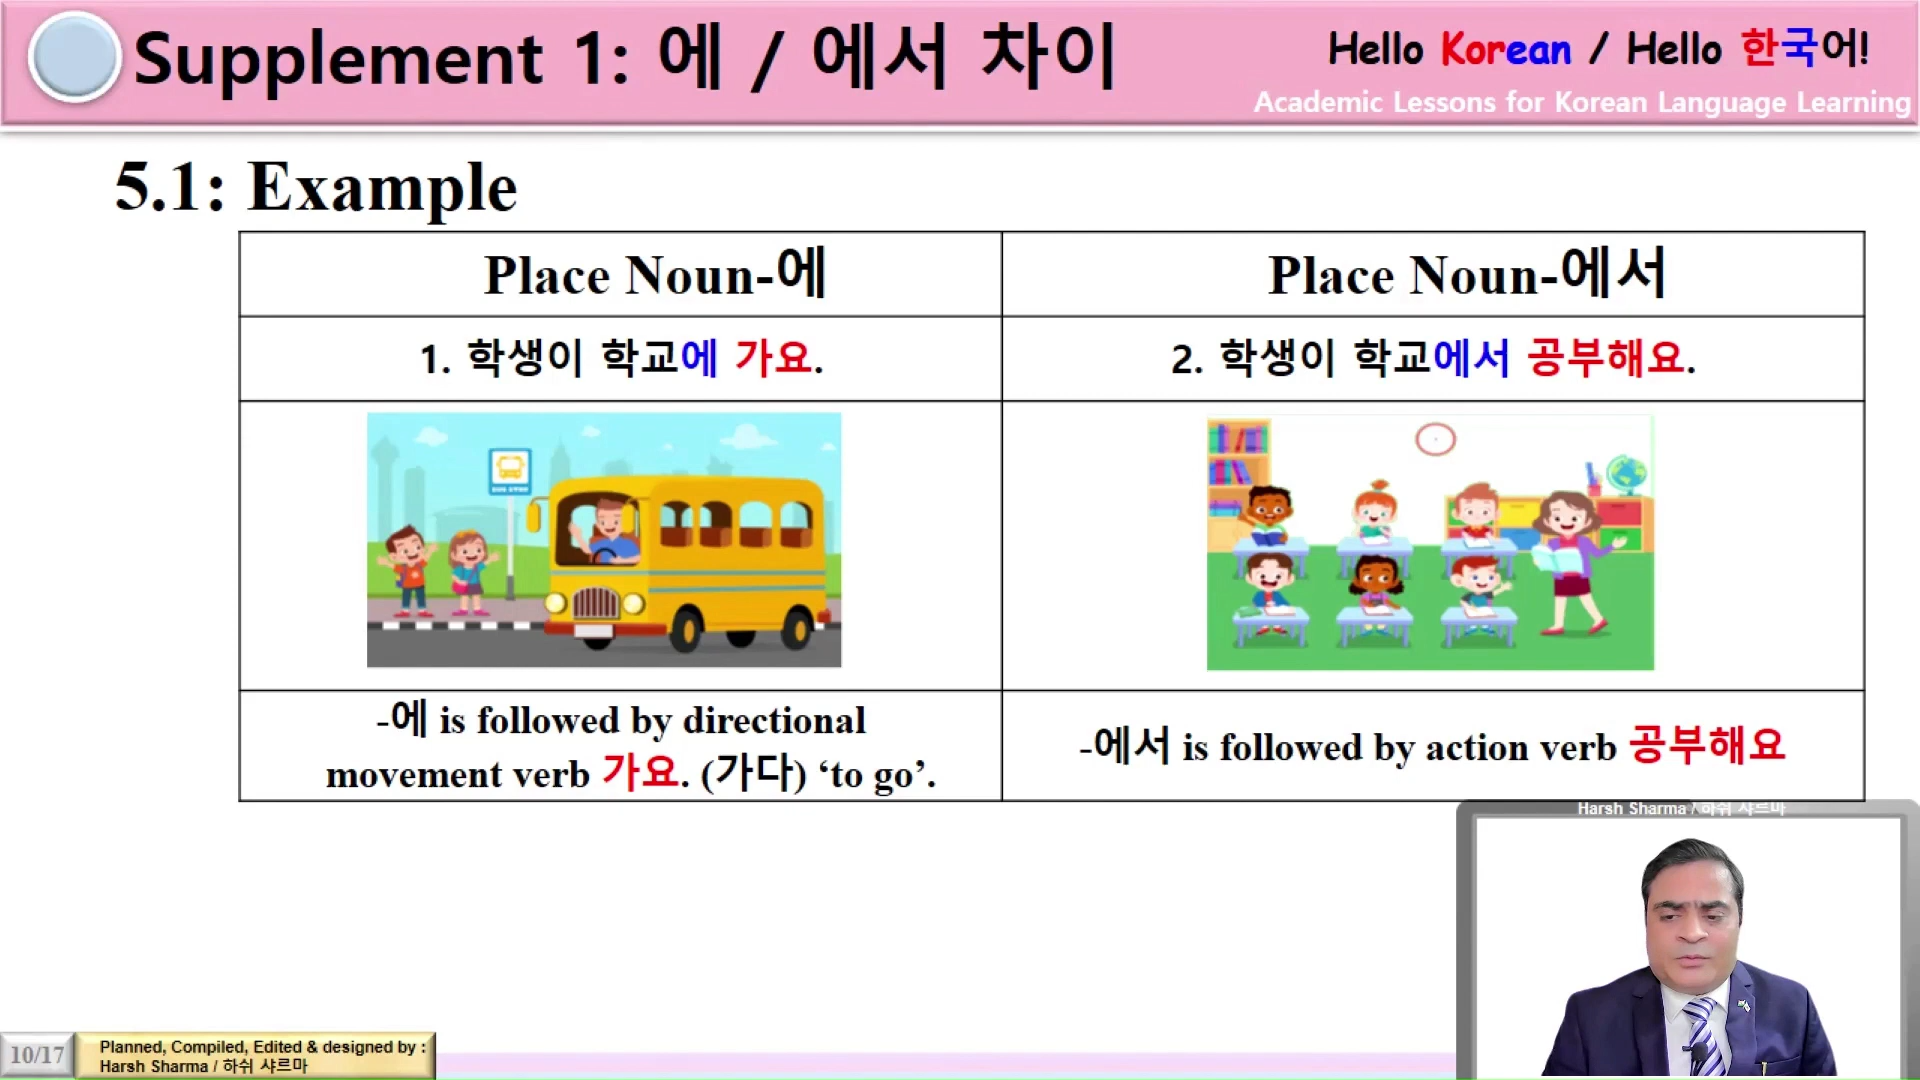 Supplement 1: 에 / 에서 차이
Hello Korean / Hello 한국어!
Academic Lessons for Korean Language Learning
5.1: Example
Place Noun-에
Place Noun-에서
1. 학생이 학교에 가요.
2. 학생이 학교에서 공부해요.
BUS STOP
-에 is followed by directional
movement verb 가요. (가다) ‘to go’.
-에서 is followed by action verb 공부해요
Harsh Sharma / 하쉬 샤르마
10/17
Planned, Compiled, Edited & designed by :
Harsh Sharma / 하쉬 샤르마